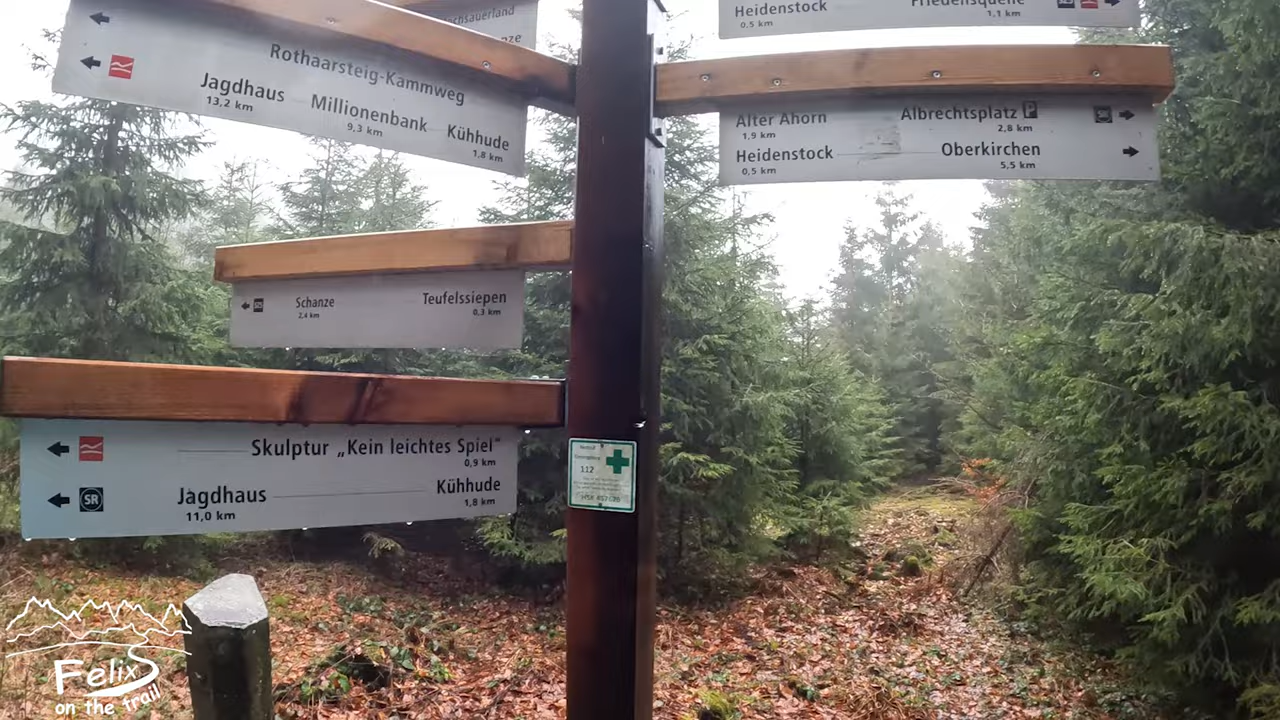 Rothaarsteig-Kammweg
Jagdhaus Millionenbank Kühhude
13,2 km 9,3 km 1,8 km
Heidenstock Friedensquelle
0.5 km 1,1 km
Alter Ahorn Albrechtsplatz P
1,9 km 2,8 km
Heidenstock Oberkirchen
0,5 km 5,5 km
Schanze Teufelssiepen
2,4 km 0,3 km
Skulptur „Kein leichtes Spiel"
0,9 km
SR Jagdhaus Kühhude
11,0 km 1,8 km
112
Felix
on the trail